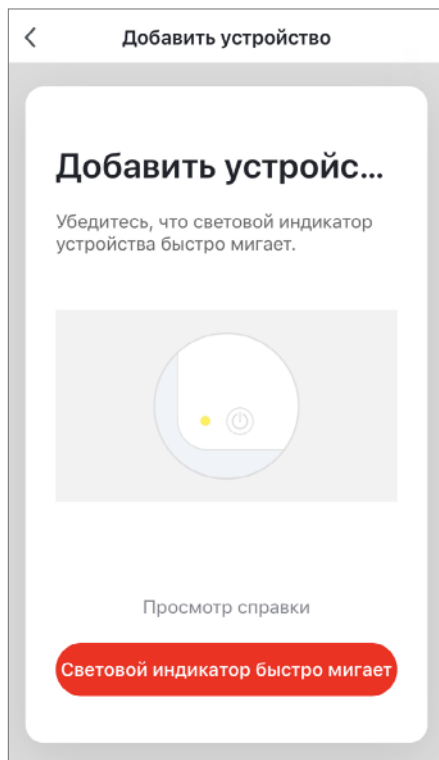 Добавить устройство
Добавить устройс...
Убедитесь, что световой индикатор
устройства быстро мигает.
Просмотр справки
Световой индикатор быстро мигает